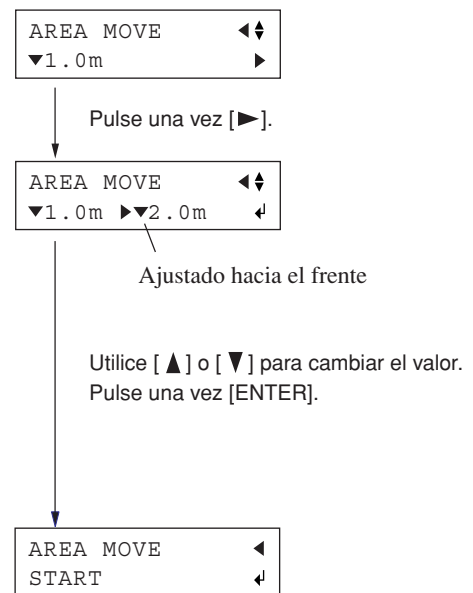 AREA MOVE ◀♦
▼1.0m ▶
Pulse una vez [▶].
AREA MOVE ◀♦
▼1.0m ▶▼2.0m ↵
Ajustado hacia el frente
Utilice [▲] o [▼] para cambiar el valor.
Pulse una vez [ENTER].
AREA MOVE ◀
START ↵